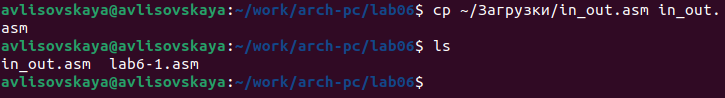 avlisovskaya@avlisovskaya:~/work/arch-pc/lab06$ cp ~/Загрузки/in_out.asm in_out.
asm
avlisovskaya@avlisovskaya:~/work/arch-pc/lab06$ ls
in_out.asm  lab6-1.asm
avlisovskaya@avlisovskaya:~/work/arch-pc/lab06$